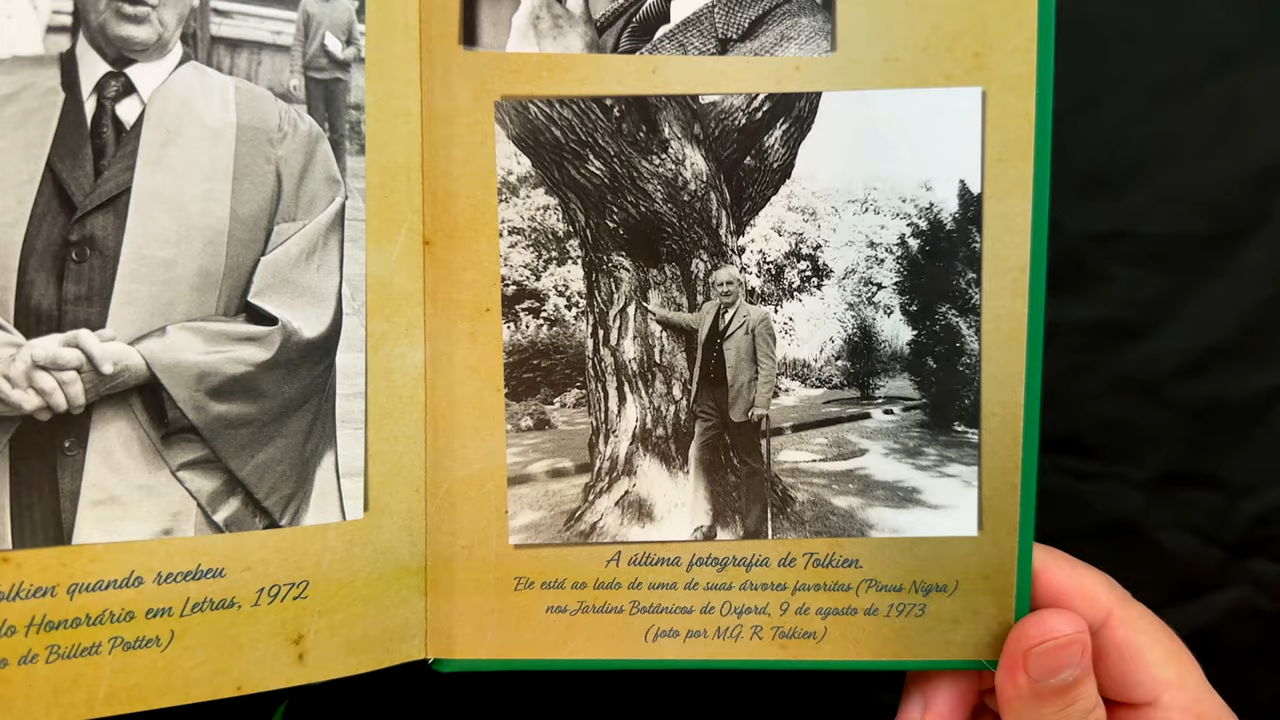 Tolkien quando recebeu
Honorário em Letras, 1972
de Billett Potter)
A última fotografia de Tolkien.
Ele está ao lado de uma de suas árvores favoritas (Pinus Nigra)
nos Jardins Botânicos de Oxford, 9 de agosto de 1973
(foto por M.G. R. Tolkien)